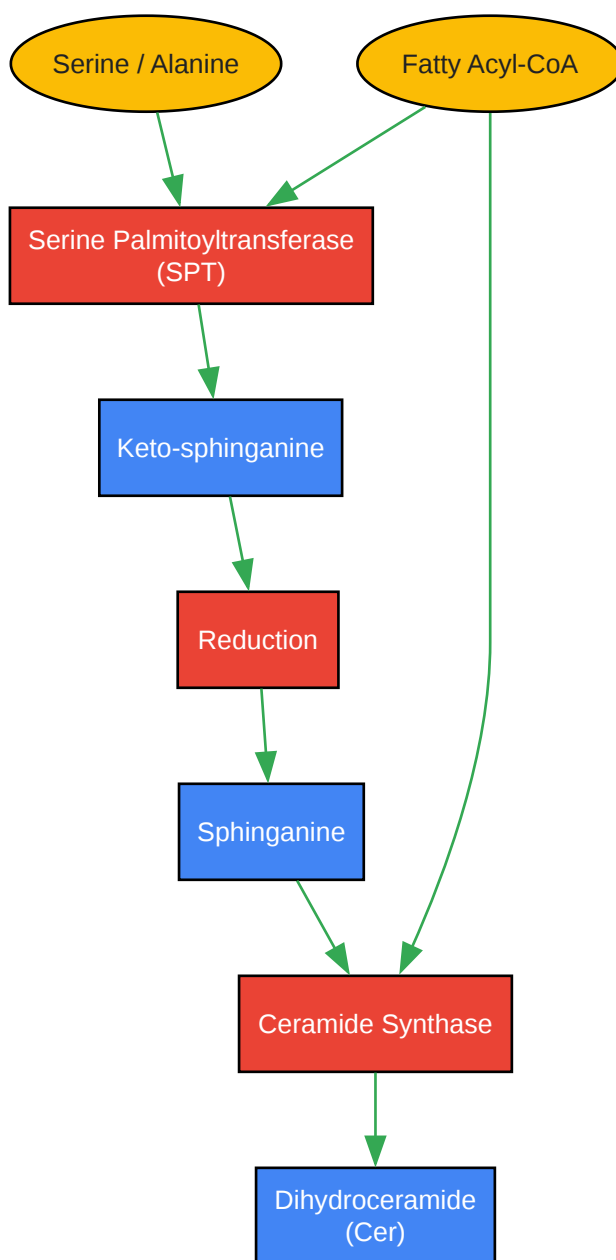 Serine / Alanine
Fatty Acyl-CoA
Serine Palmitoyltransferase
(SPT)
Keto-sphinganine
Reduction
Sphinganine
Ceramide Synthase
Dihydroceramide
(Cer)